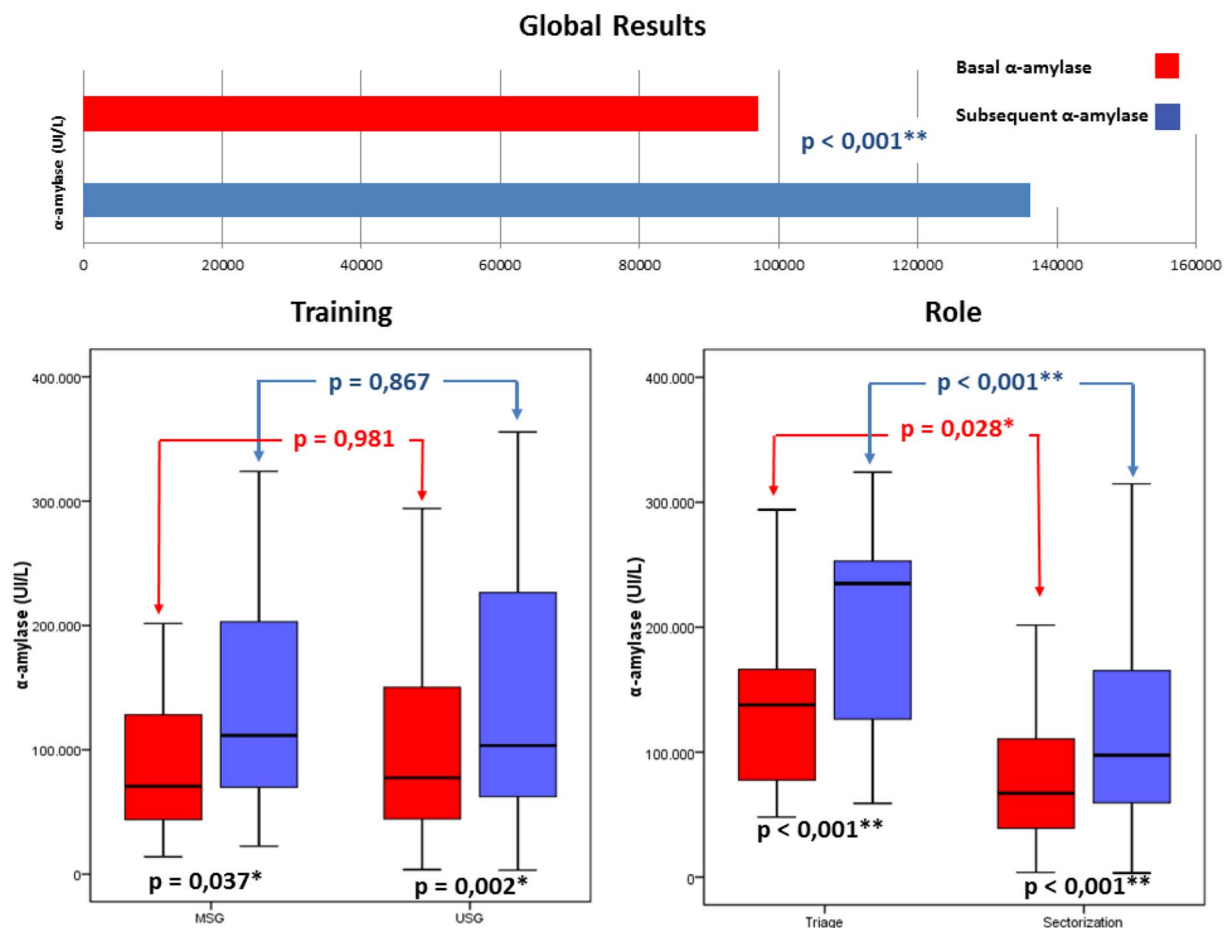 Global Results
Basal α-amylase
Subsequent α-amylase
p < 0,001**
α-amylase (UI/L)
0 20000 40000 60000 80000 100000 120000 140000 160000
Training
400.000
300.000
200.000
100.000
0
α-amylase (UI/L)
p = 0,867
p = 0,981
p = 0,037*
p = 0,002*
MSG USG
Role
400.000
300.000
200.000
100.000
0
α-amylase (UI/L)
p < 0,001**
p = 0,028*
p < 0,001**
p < 0,001**
Triage Sectorization